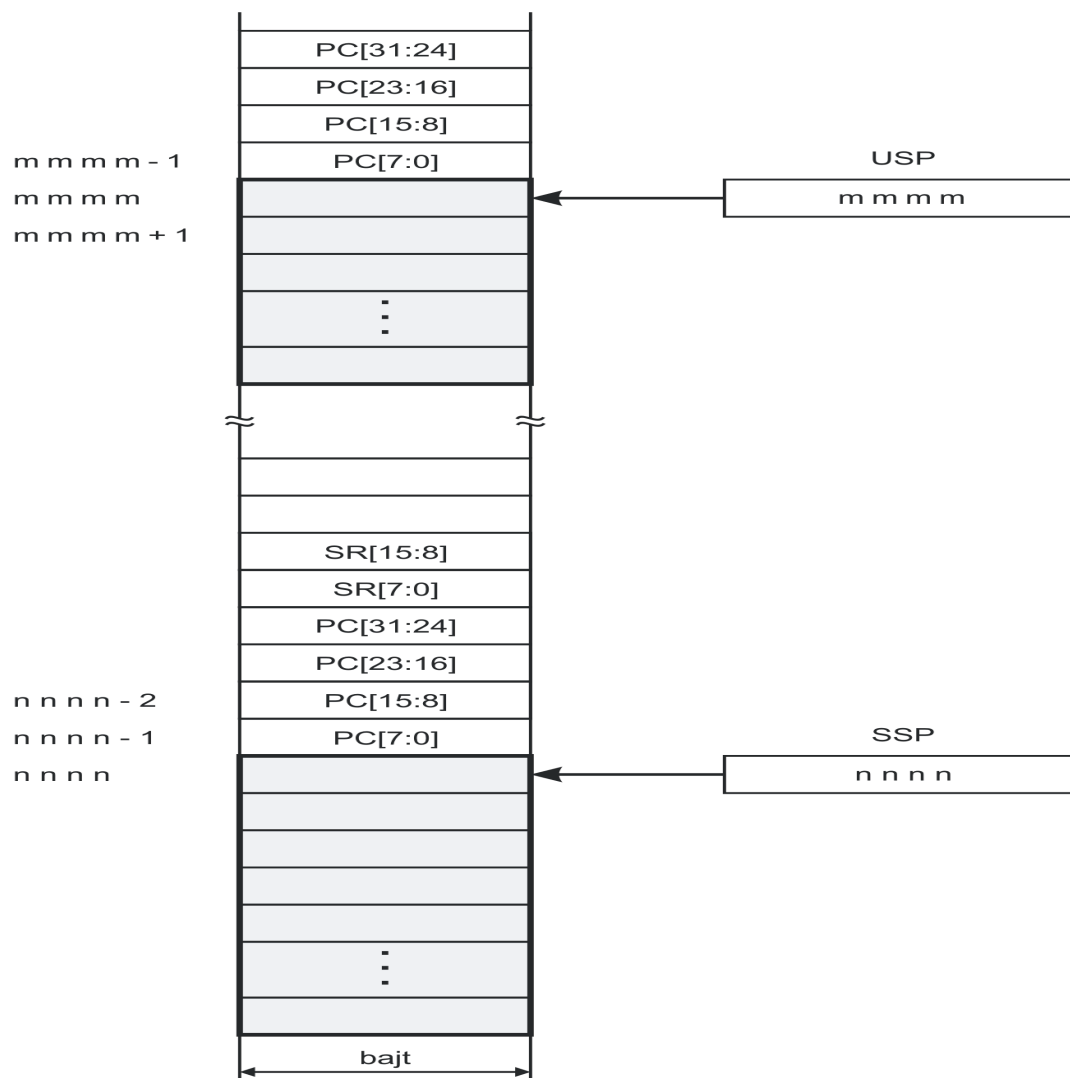 PC[31:24]
PC[23:16]
PC[15:8]
m m m m - 1 PC[7:0] USP
m m m m m m m m
m m m m + 1
SR[15:8]
SR[7:0]
PC[31:24]
PC[23:16]
n n n n - 2 PC[15:8]
n n n n - 1 PC[7:0] SSP
n n n n n n n n
bajt